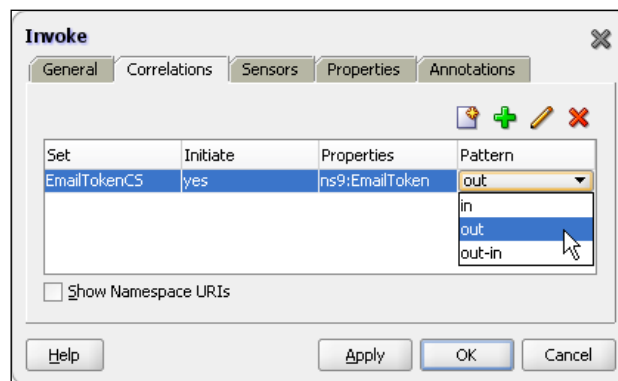 Invoke
General Correlations Sensors Properties Annotations
Set Initiate Properties Pattern
EmailTokenCS yes ns9:EmailToken out
in
out
out-in
Show Namespace URIs
Help Apply OK Cancel